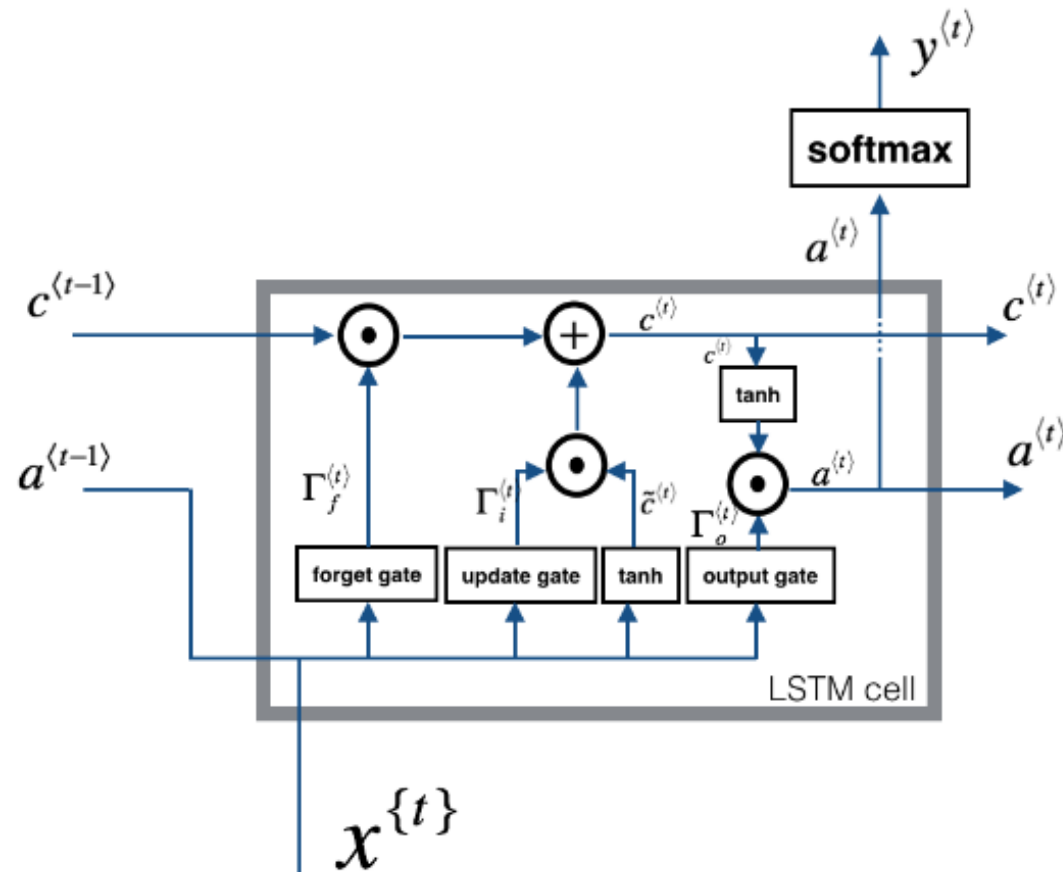 y⟨t⟩
softmax
a⟨t⟩
c⟨t−1⟩
c⟨t⟩
c⟨t⟩
c⟨t⟩
tanh
a⟨t−1⟩
a⟨t⟩
a⟨t⟩
Γf⟨t⟩
Γi⟨t⟩
c̃⟨t⟩
Γo⟨t⟩
forget gate
update gate
tanh
output gate
LSTM cell
x{t}